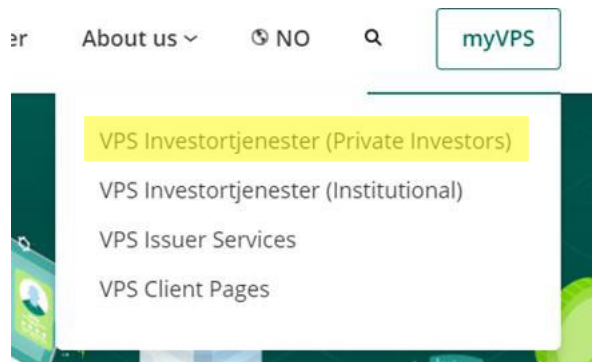 er About us NO myVPS
VPS Investortjenester (Private Investors)
VPS Investortjenester (Institutional)
VPS Issuer Services
VPS Client Pages